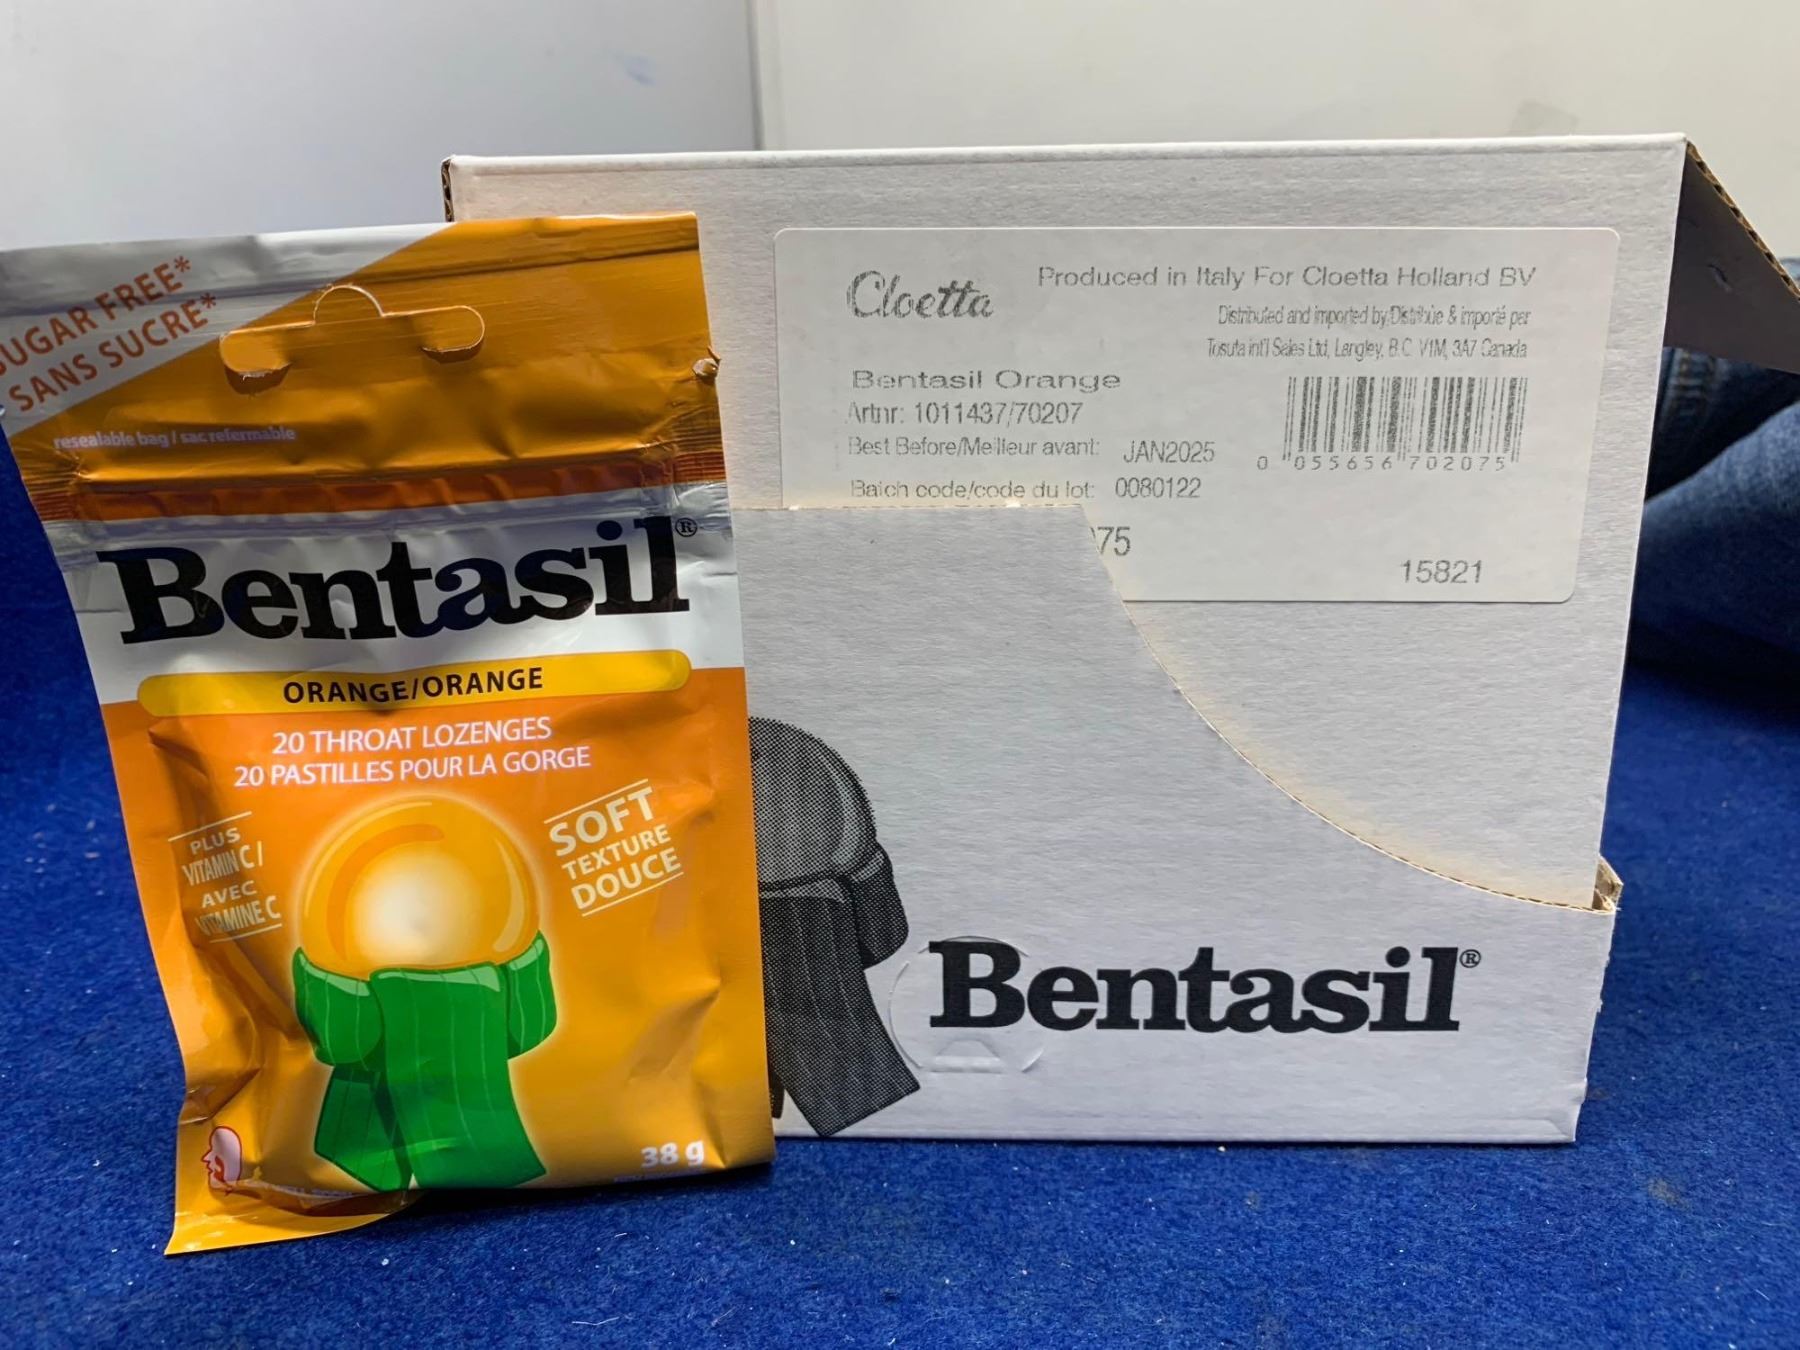 SUGAR FREE*
SANS SUCRE*
resealable bag / sac refermable
Bentasil®
ORANGE/ORANGE
20 THROAT LOZENGES
20 PASTILLES POUR LA GORGE
PLUS
VITAMIN C /
AVEC
VITAMINE C
SOFT
TEXTURE
DOUCE
38 g
Cloetta
Produced in Italy For Cloetta Holland BV
Distributed and imported by/Distribúe & importé par
Tosuta int'l Sales Ltd, Langley, B.C. V1M, 3A7 Canada
Bentasil Orange
Artnr: 1011437/70207
Best Before/Meilleur avant: JAN2025
Batch code/code du lot: 0080122
0 055656 702075
75
15821
Bentasil®